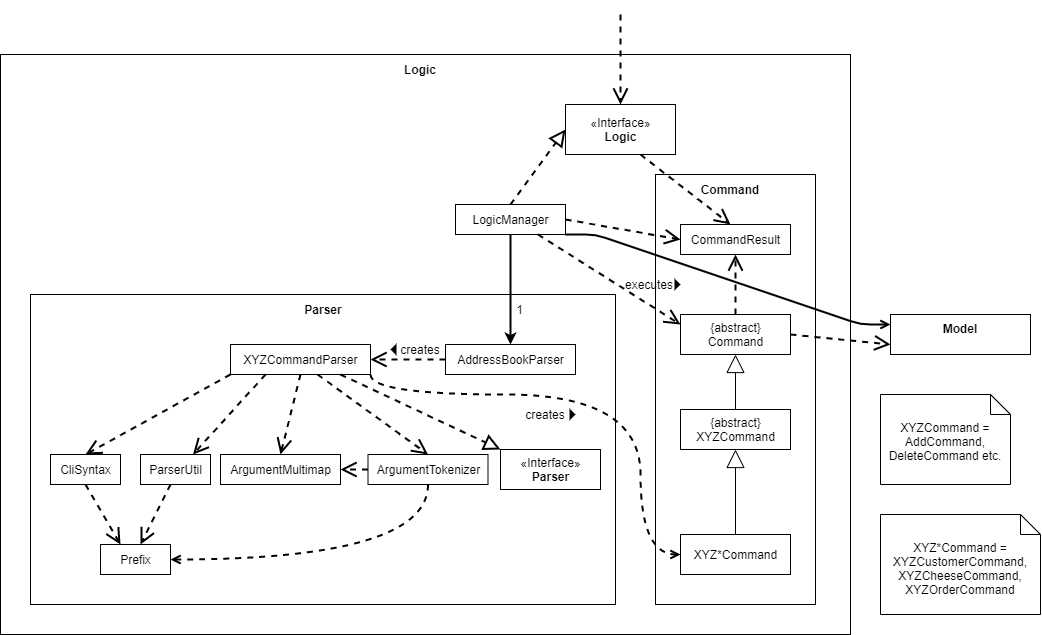 Logic
«Interface»
Logic
Command
LogicManager
CommandResult
executes
Parser
1
{abstract}
Command
Model
creates
XYZCommandParser
AddressBookParser
creates
{abstract}
XYZCommand
XYZCommand =
AddCommand,
DeleteCommand etc.
CliSyntax
ParserUtil
ArgumentMultimap
ArgumentTokenizer
«Interface»
Parser
Prefix
XYZ*Command
XYZ*Command =
XYZCustomerCommand,
XYZCheeseCommand,
XYZOrderCommand